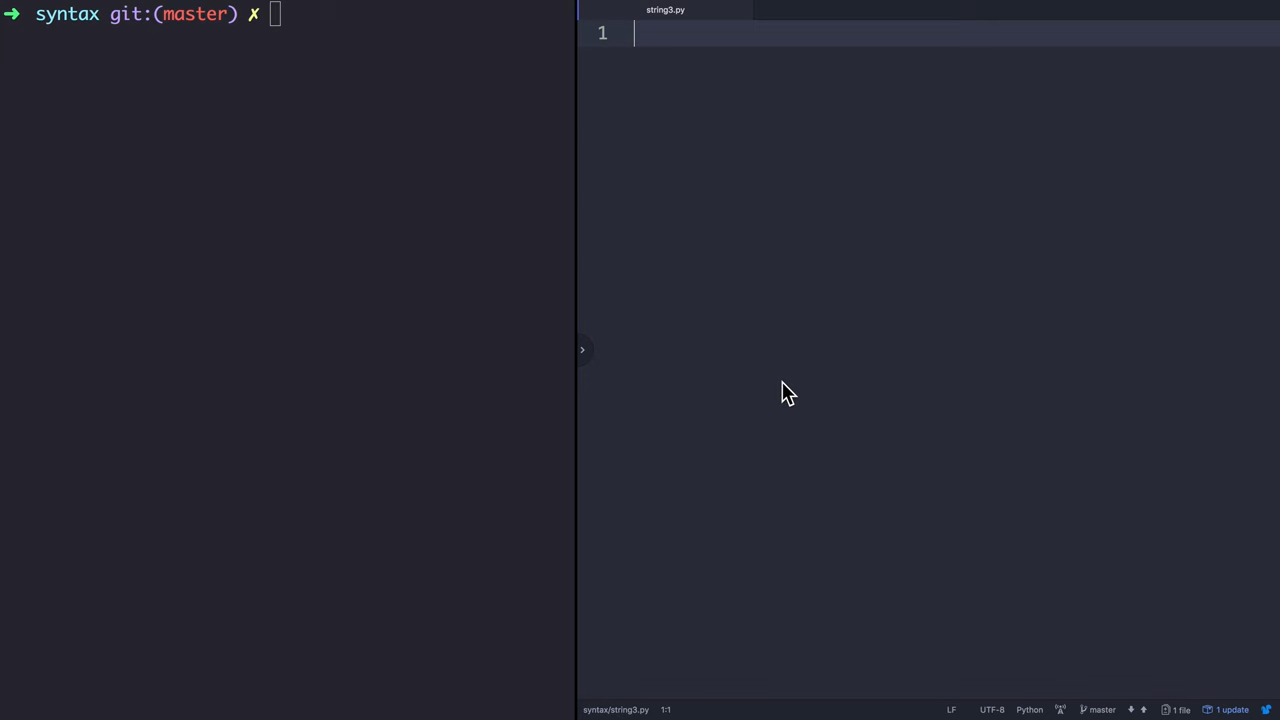 ➜ syntax git:(master) ✗
string3.py
1
syntax/string3.py 1:1 LF UTF-8 Python master 1 file 1 update